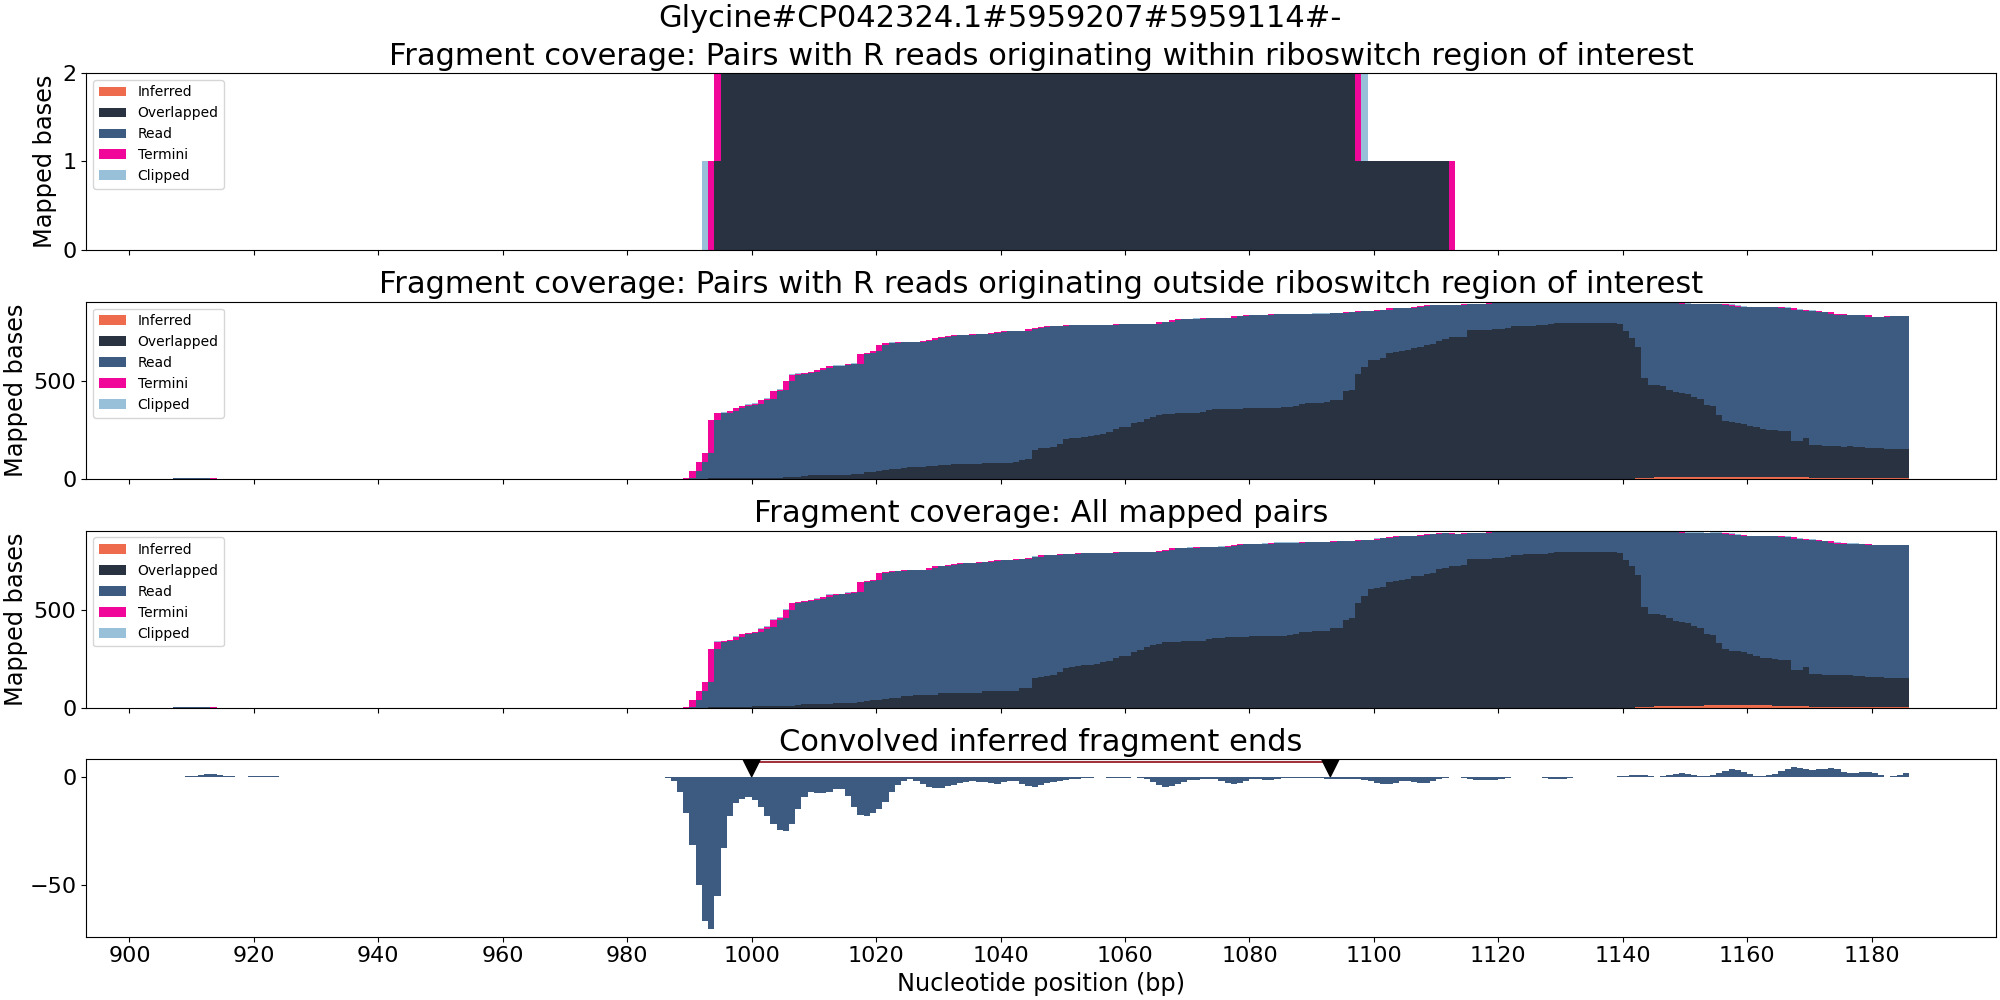 Glycine#CP042324.1#5959207#5959114#-
Fragment coverage: Pairs with R reads originating within riboswitch region of interest
Mapped bases
2
1
0
Inferred
Overlapped
Read
Termini
Clipped
Fragment coverage: Pairs with R reads originating outside riboswitch region of interest
Mapped bases
500
0
Inferred
Overlapped
Read
Termini
Clipped
Fragment coverage: All mapped pairs
Mapped bases
500
0
Inferred
Overlapped
Read
Termini
Clipped
Convolved inferred fragment ends
0
−50
900 920 940 960 980 1000 1020 1040 1060 1080 1100 1120 1140 1160 1180
Nucleotide position (bp)